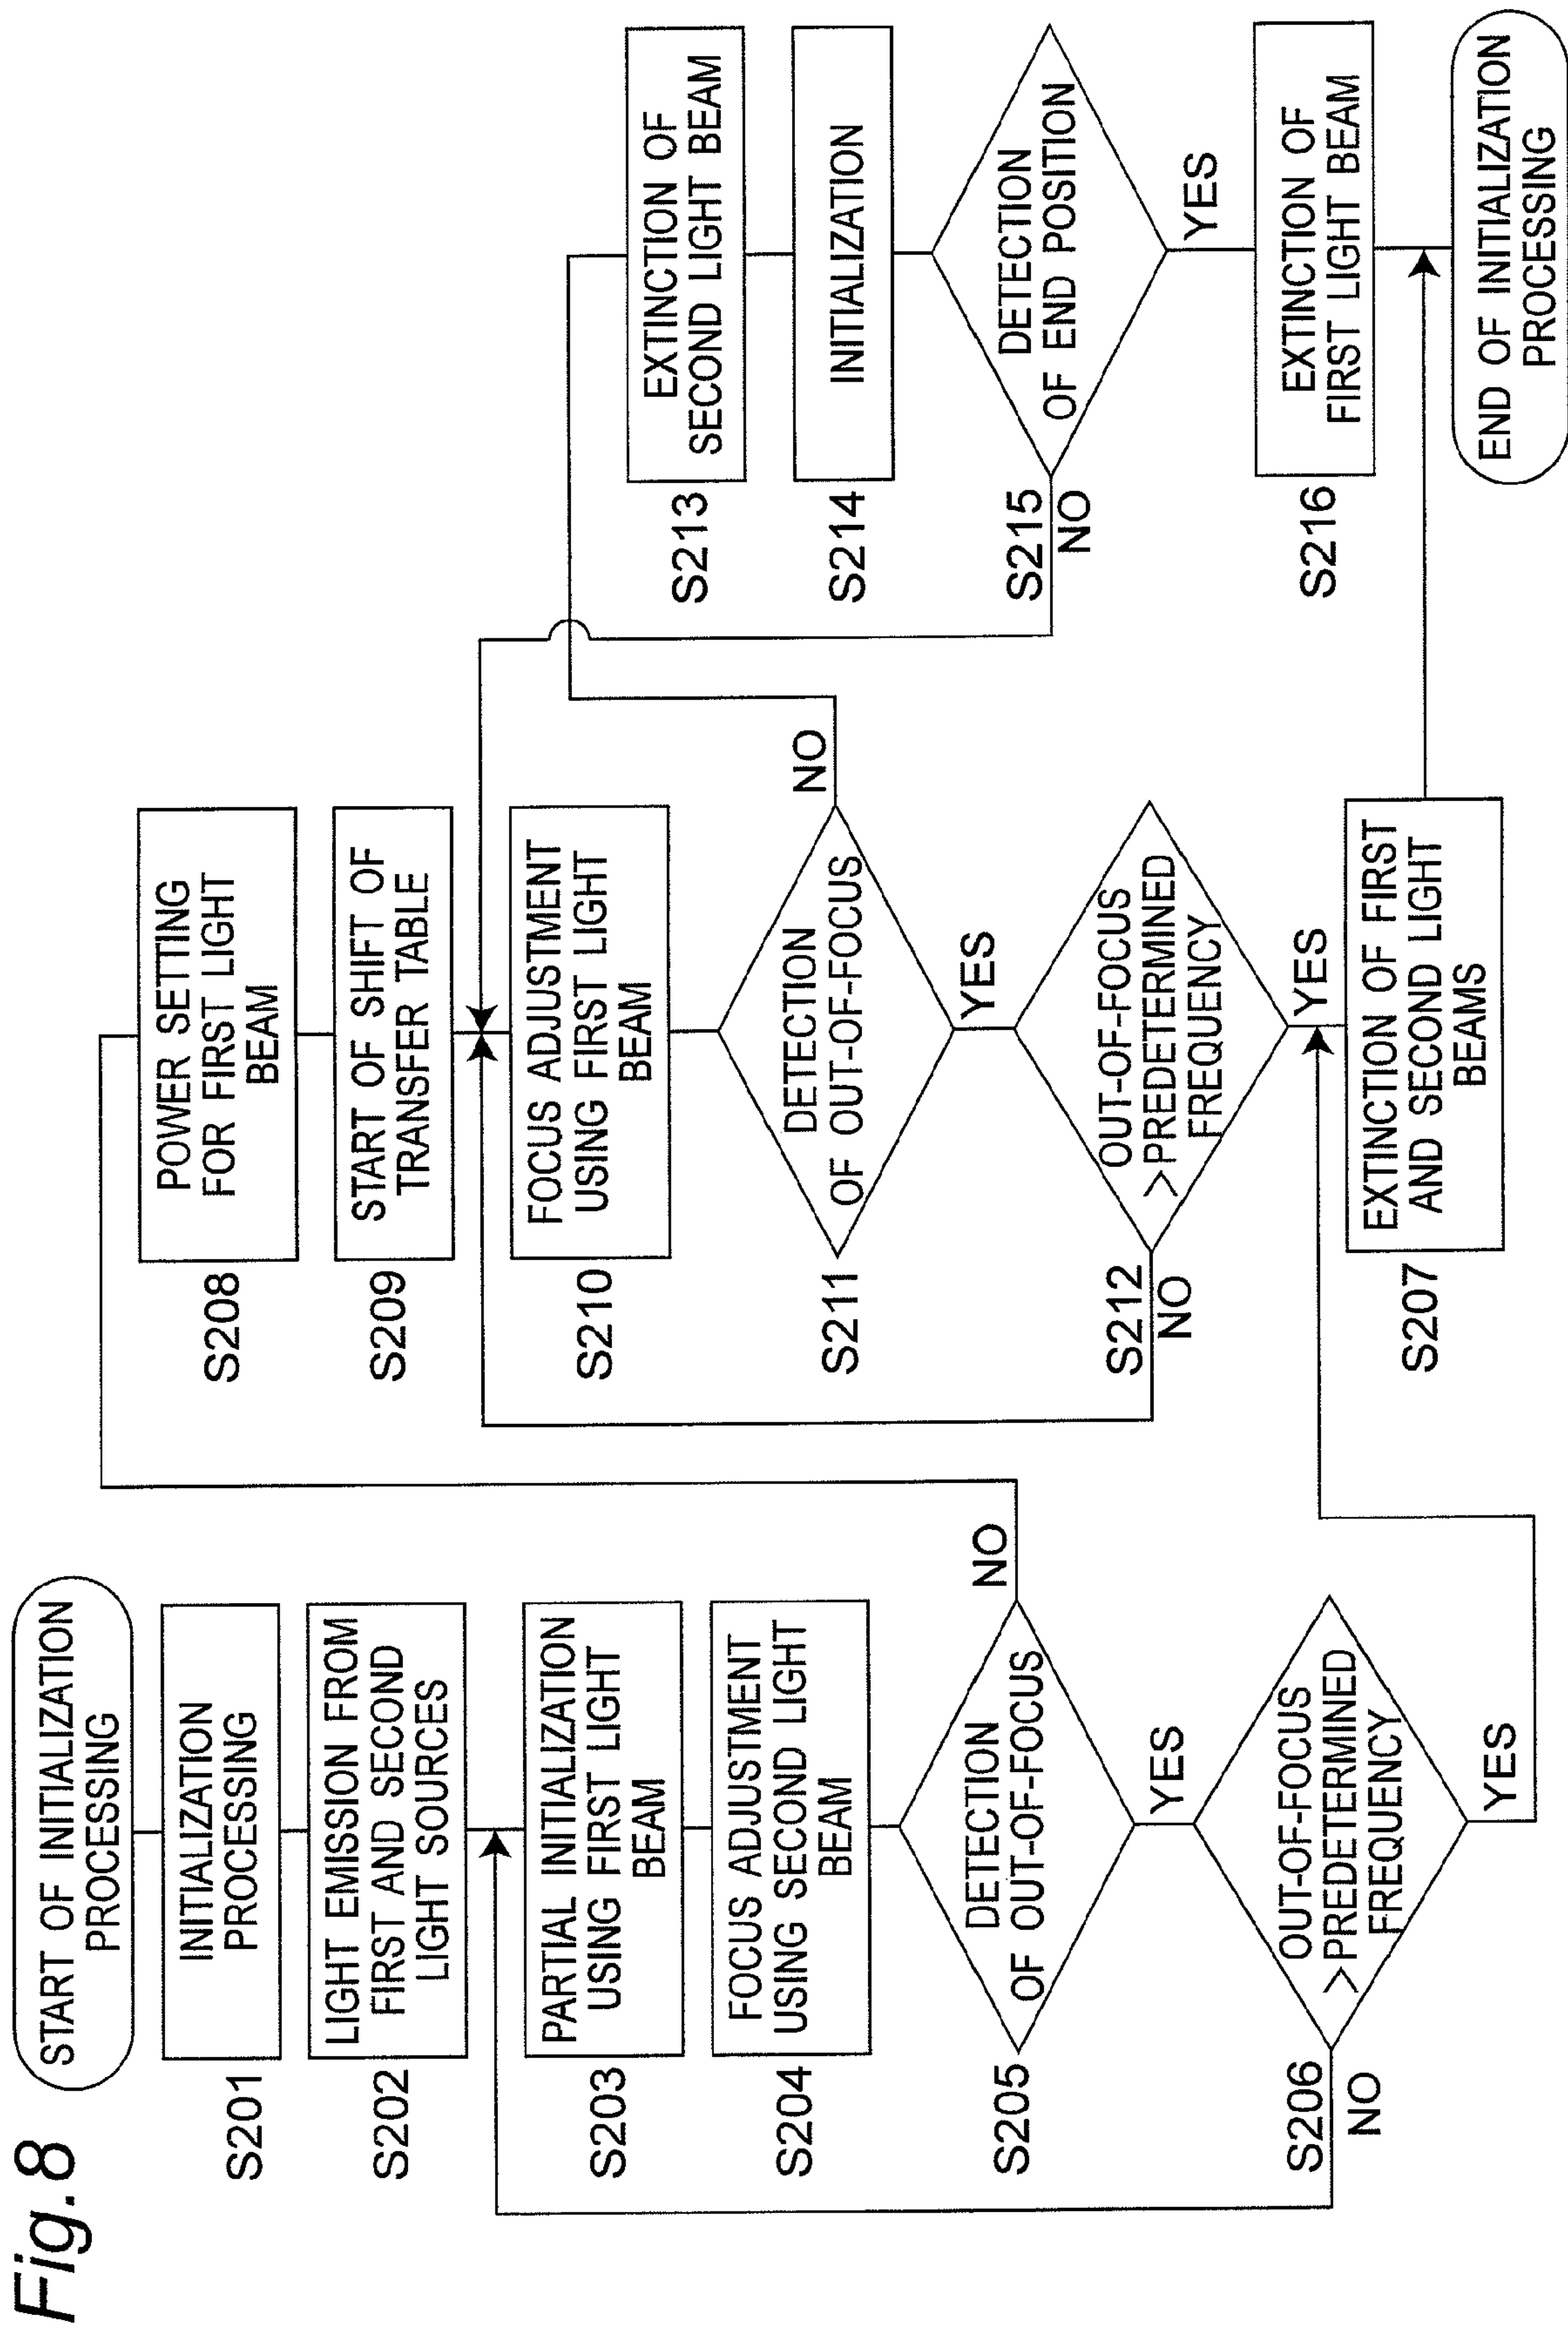 Fig.8
START OF INITIALIZATION
PROCESSING
S201
INITIALIZATION
PROCESSING
S202
LIGHT EMISSION FROM
FIRST AND SECOND
LIGHT SOURCES
S203
PARTIAL INITIALIZATION
USING FIRST LIGHT
BEAM
S204
FOCUS ADJUSTMENT
USING SECOND LIGHT
BEAM
S205
DETECTION
OF OUT-OF-FOCUS
NO
YES
S206
NO
OUT-OF-FOCUS
>PREDETERMINED
FREQUENCY
YES
S208
POWER SETTING
FOR FIRST LIGHT
BEAM
S209
START OF SHIFT OF
TRANSFER TABLE
S210
FOCUS ADJUSTMENT
USING FIRST LIGHT
BEAM
S211
DETECTION
OF OUT-OF-FOCUS
NO
YES
S212
NO
OUT-OF-FOCUS
>PREDETERMINED
FREQUENCY
YES
S207
EXTINCTION OF FIRST
AND SECOND LIGHT
BEAMS
S213
EXTINCTION OF
SECOND LIGHT BEAM
S214
INITIALIZATION
S215
NO
DETECTION
OF END POSITION
YES
S216
EXTINCTION OF
FIRST LIGHT BEAM
END OF INITIALIZATION
PROCESSING